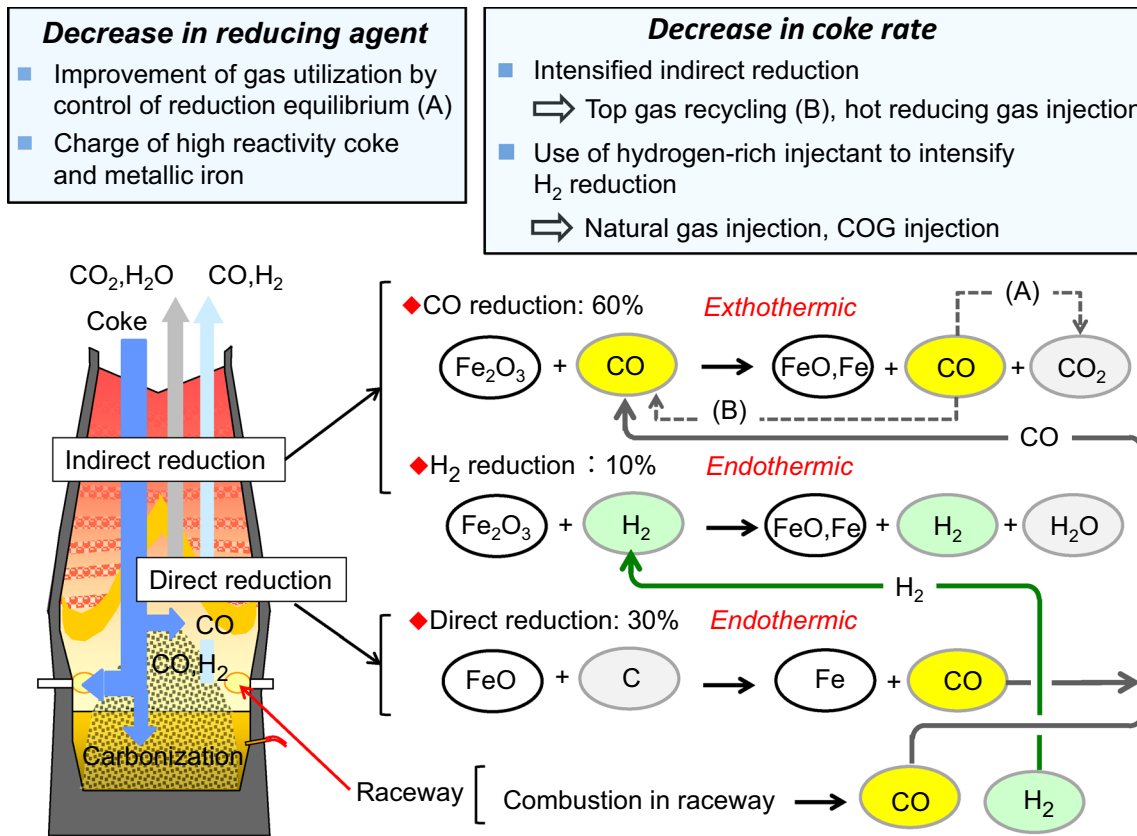 Decrease in reducing agent
■ Improvement of gas utilization by
control of reduction equilibrium (A)
■ Charge of high reactivity coke
and metallic iron
Decrease in coke rate
■ Intensified indirect reduction
⇨ Top gas recycling (B), hot reducing gas injection
■ Use of hydrogen-rich injectant to intensify
H₂ reduction
⇨ Natural gas injection, COG injection
CO₂,H₂O CO,H₂
Coke
Indirect reduction
Direct reduction
CO
CO,H₂
Carbonization
◆CO reduction: 60% Exthothermic
(A)
Fe₂O₃ + CO → FeO,Fe + CO + CO₂
(B)
CO
◆H₂ reduction : 10% Endothermic
Fe₂O₃ + H₂ → FeO,Fe + H₂ + H₂O
H₂
◆Direct reduction: 30% Endothermic
FeO + C → Fe + CO
Raceway [ Combustion in raceway → CO H₂